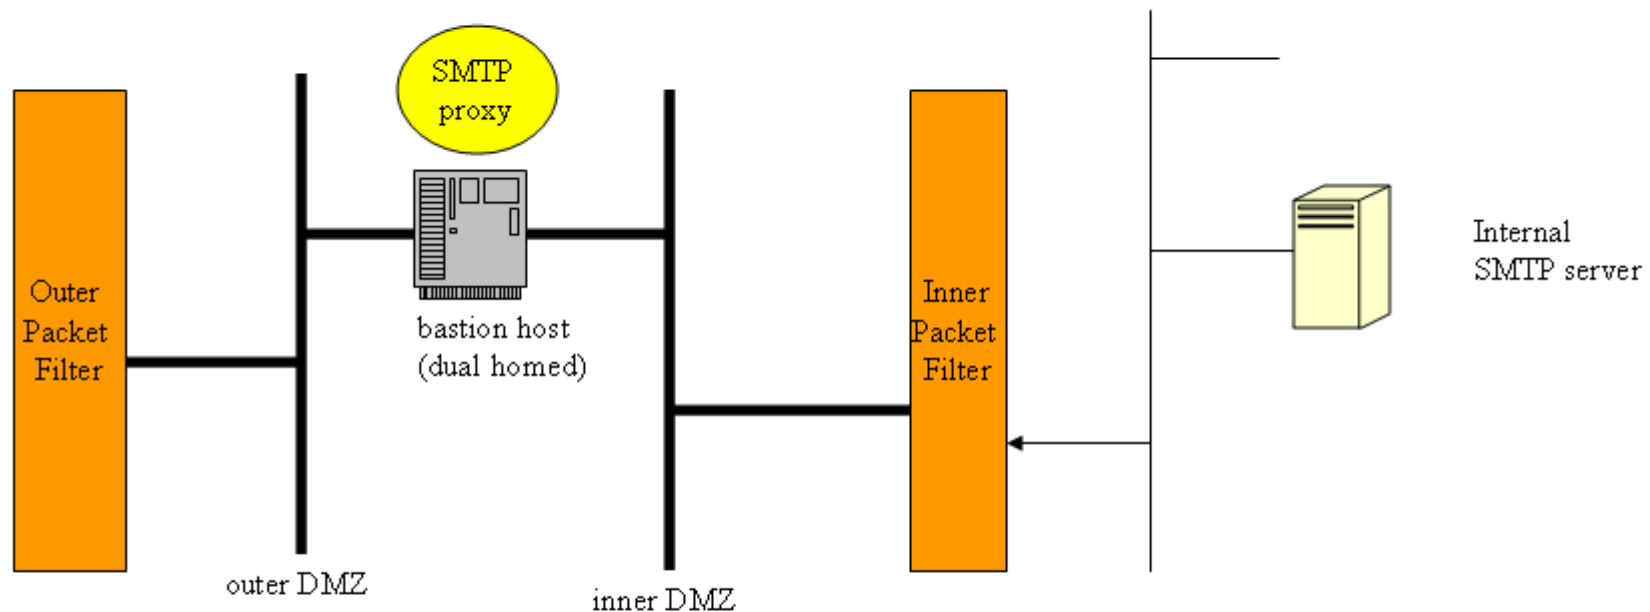 SMTP
proxy
Outer
Packet
Filter
bastion host
(dual homed)
Inner
Packet
Filter
Internal
SMTP server
outer DMZ
inner DMZ